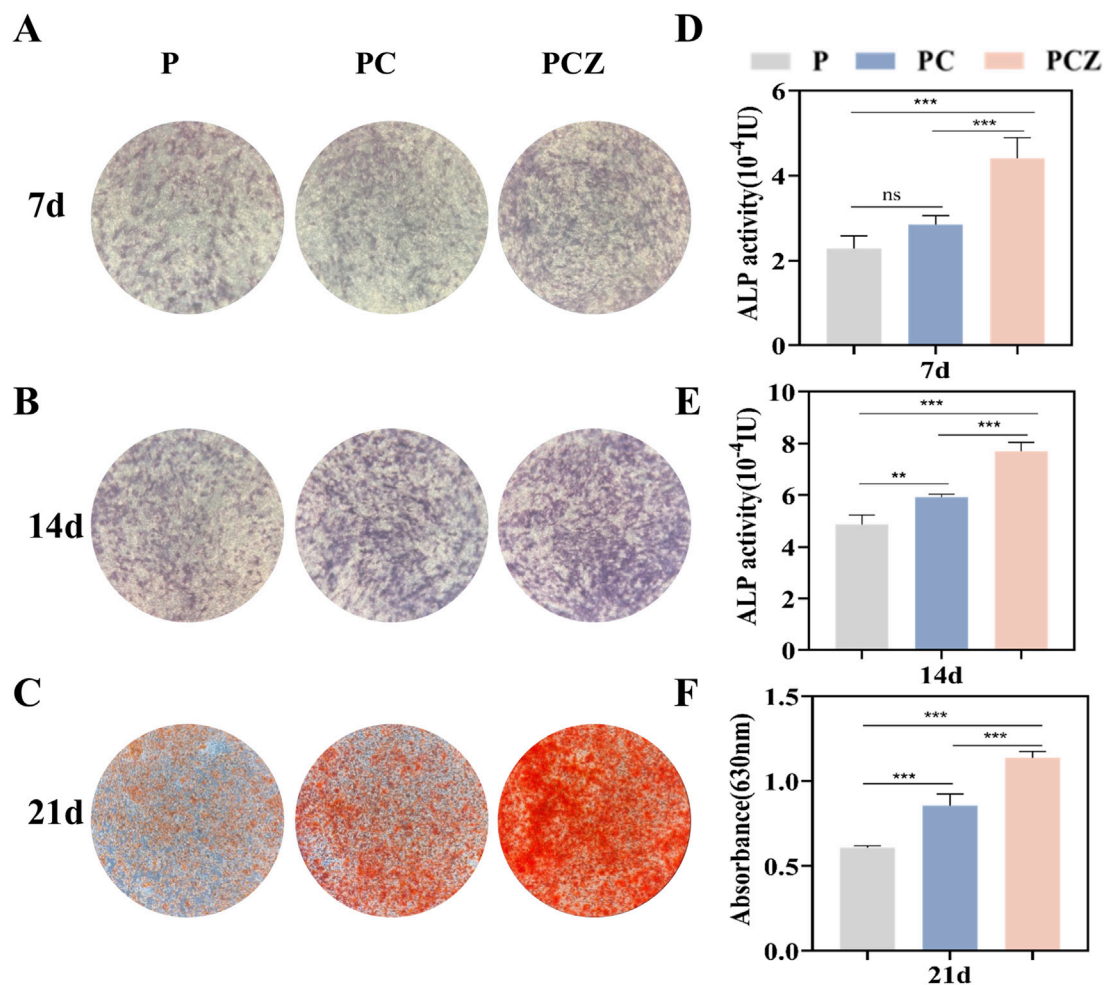 A
P PC PCZ
7d
B
14d
C
21d
D
P PC PCZ
ALP activity(10⁻⁴IU)
6
4
2
0
***
***
ns
7d
E
ALP activity(10⁻⁴IU)
10
8
6
4
2
0
***
***
**
14d
F
Absorbance(630nm)
1.5
1.0
0.5
0.0
***
***
***
21d